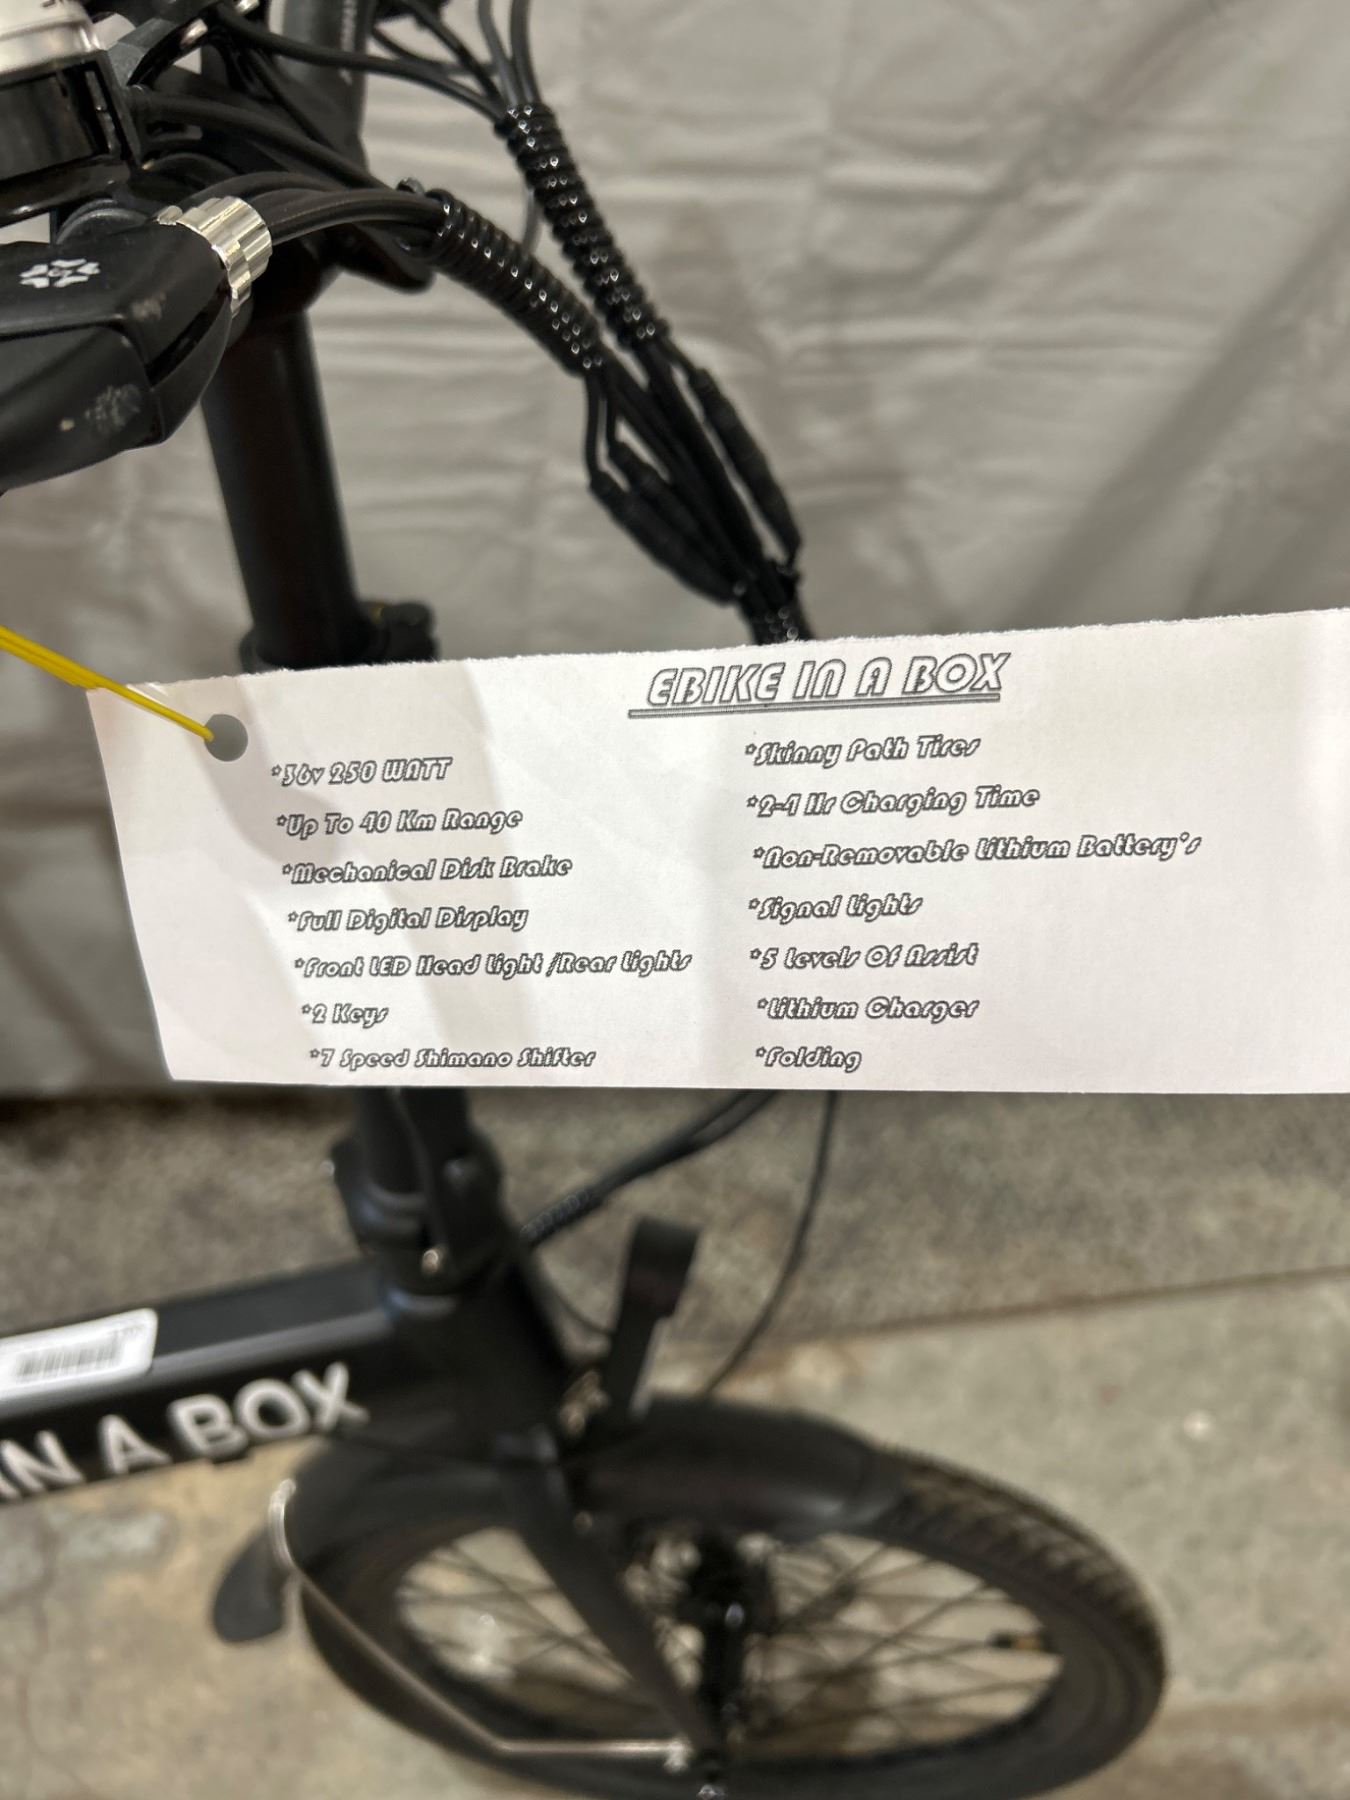 EBIKE IN A BOX
*36v 250 WATT
*Up To 40 Km Range
*Mechanical Disk Brake
*Full Digital Display
*Front LED Head Light /Rear Lights
*2 Keys
*7 Speed Shimano Shifter
*Skinny Path Tires
*2-4 Hr Charging Time
*Non-Removable Lithium Battery's
*Signal Lights
*5 Levels Of Assist
*Lithium Charger
*Folding
IN A BOX